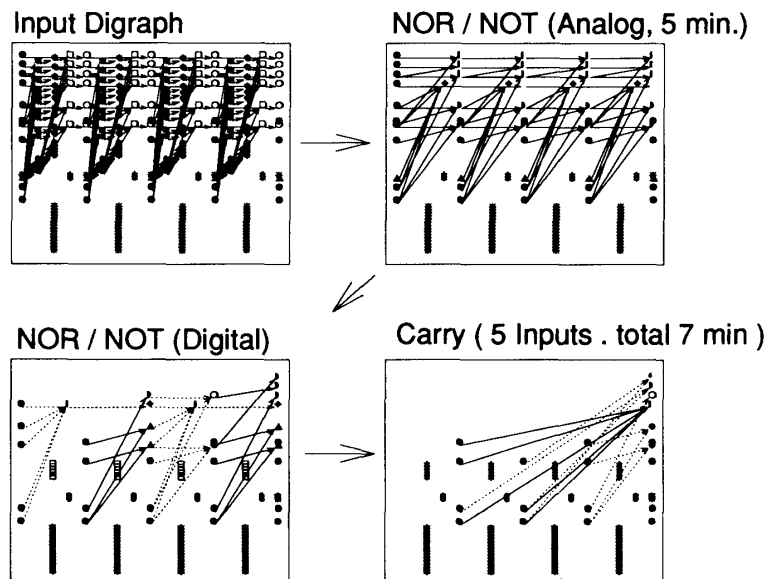 Input Digraph
NOR / NOT (Analog, 5 min.)
NOR / NOT (Digital)
Carry ( 5 Inputs . total 7 min )